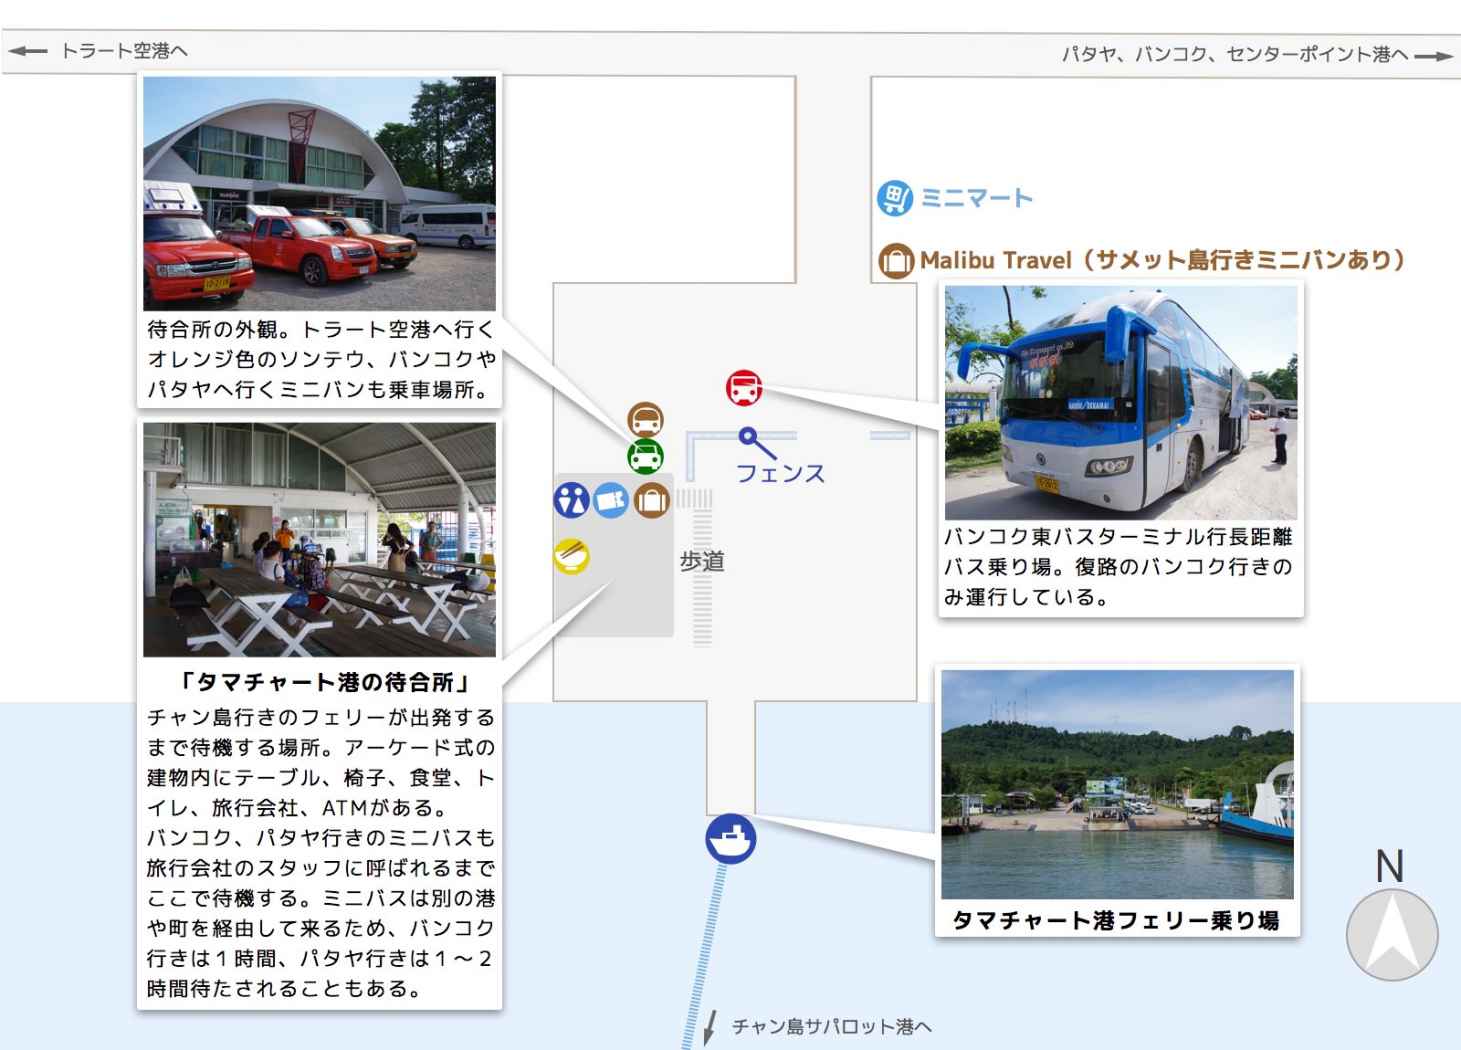 トラート空港へ
パタヤ、バンコク、センターポイント港へ
ミニマート
Malibu Travel（サメット島行きミニバンあり）
待合所の外観。トラート空港へ行く
オレンジ色のソンテウ、バンコクや
パタヤへ行くミニバンも乗車場所。
フェンス
歩道
バンコク東バスターミナル行長距離
バス乗り場。復路のバンコク行きの
み運行している。
「タマチャート港の待合所」
チャン島行きのフェリーが出発する
まで待機する場所。アーケード式の
建物内にテーブル、椅子、食堂、ト
イレ、旅行会社、ATMがある。
バンコク、パタヤ行きのミニバスも
旅行会社のスタッフに呼ばれるまで
ここで待機する。ミニバスは別の港
や町を経由して来るため、バンコク
行きは１時間、パタヤ行きは１～２
時間待たされることもある。
タマチャート港フェリー乗り場
N
チャン島サパロット港へ